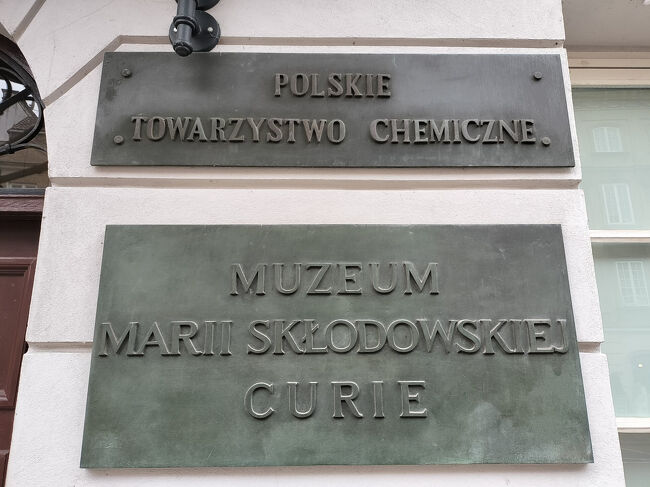 POLSKIE
TOWARZYSTWO CHEMICZNE
MUZEUM
MARII SKŁODOWSKIEJ
CURIE